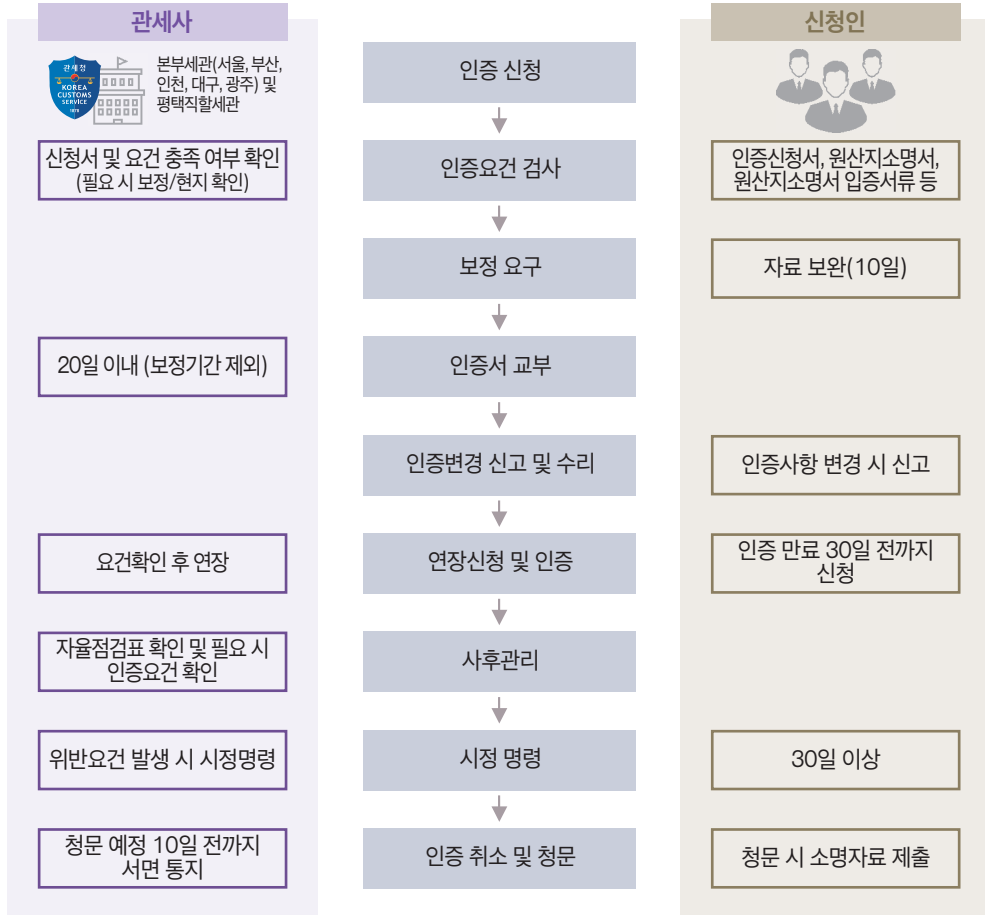 관세사
신청인
관세청
KOREA
CUSTOMS
SERVICE
1970
본부세관(서울, 부산,
인천, 대구, 광주) 및
평택직할세관
인증 신청
신청서 및 요건 충족 여부 확인
(필요 시 보정/현지 확인)
인증요건 검사
인증신청서, 원산지소명서,
원산지소명서 입증서류 등
보정 요구
자료 보완(10일)
20일 이내 (보정기간 제외)
인증서 교부
인증변경 신고 및 수리
인증사항 변경 시 신고
요건확인 후 연장
연장신청 및 인증
인증 만료 30일 전까지
신청
자율점검표 확인 및 필요 시
인증요건 확인
사후관리
위반요건 발생 시 시정명령
시정 명령
30일 이상
청문 예정 10일 전까지
서면 통지
인증 취소 및 청문
청문 시 소명자료 제출